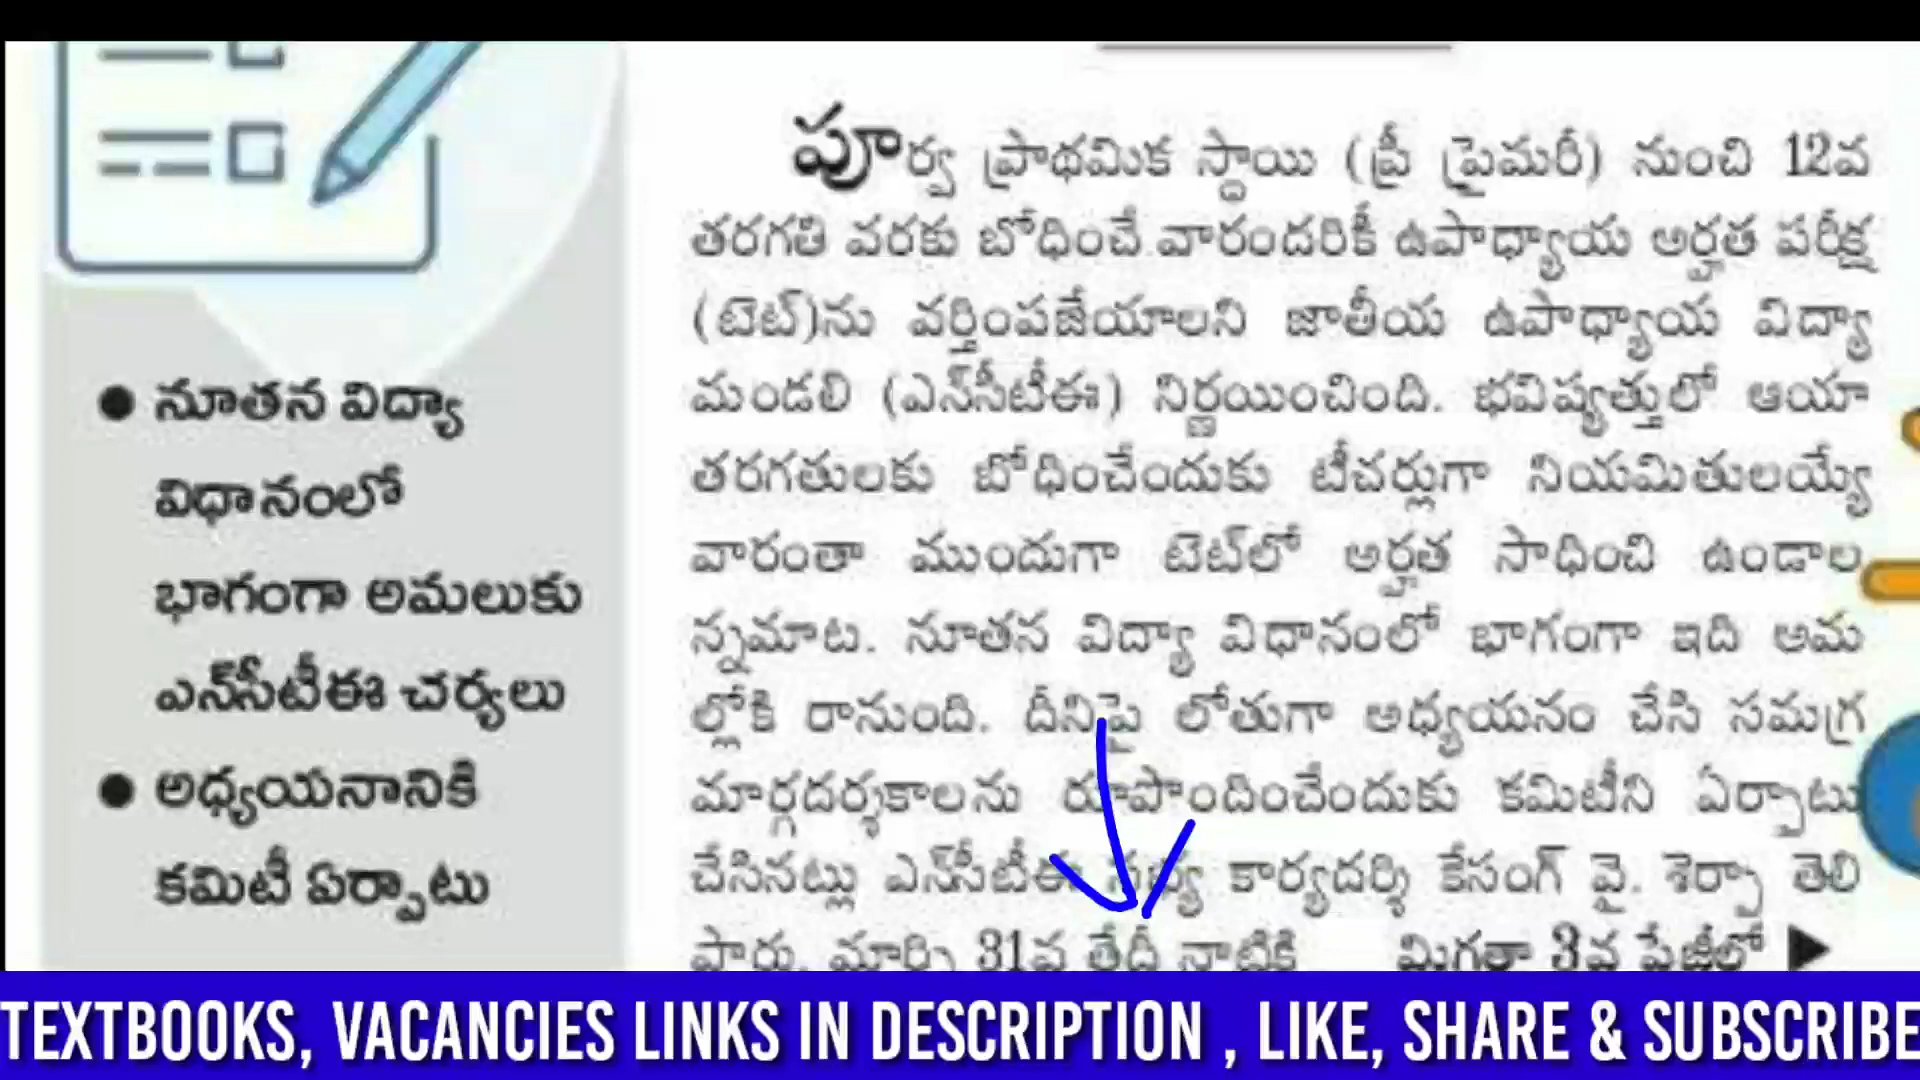 నూతన విద్యా
విధానంలో
భాగంగా అమలుకు
ఎన్‌సీటీఈ చర్యలు
అధ్యయనానికి
కమిటీ ఏర్పాటు
పూర్వ ప్రాథమిక స్థాయి (ప్రీ ప్రైమరీ) నుంచి 12వ
తరగతి వరకు బోధించే వారందరికీ ఉపాధ్యాయ అర్హత పరీక్ష
(టెట్)ను వర్తింపజేయాలని జాతీయ ఉపాధ్యాయ విద్యా
మండలి (ఎన్‌సీటీఈ) నిర్ణయించింది. భవిష్యత్తులో ఆయా
తరగతులకు బోధించేందుకు టీచర్లుగా నియమితులయ్యే
వారంతా ముందుగా టెట్‌లో అర్హత సాధించి ఉండాల
న్నమాట. నూతన విద్యా విధానంలో భాగంగా ఇది అమ
ల్లోకి రానుంది. దీనిపై లోతుగా అధ్యయనం చేసి సమగ్ర
మార్గదర్శకాలను రూపొందించేందుకు కమిటీని ఏర్పాటు
చేసినట్లు ఎన్‌సీటీఈ సభ్య కార్యదర్శి కేసంగ్ వై. శెర్పా తెలి
పారు. మార్చి 31వ తేదీ నాటికి మిగతా 3వ పేజీలో
TEXTBOOKS, VACANCIES LINKS IN DESCRIPTION , LIKE, SHARE & SUBSCRIBE